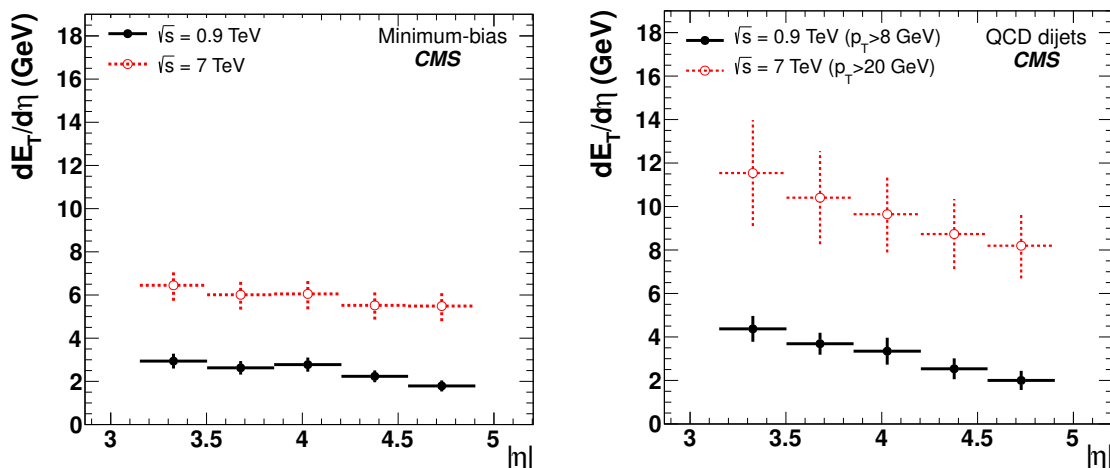 dE_T/dη (GeV)
18
16
14
12
10
8
6
4
2
0
√s = 0.9 TeV
√s = 7 TeV
Minimum-bias
CMS
3
3.5
4
4.5
5
|η|
dE_T/dη (GeV)
18
16
14
12
10
8
6
4
2
0
√s = 0.9 TeV (p_T>8 GeV)
√s = 7 TeV (p_T>20 GeV)
QCD dijets
CMS
3
3.5
4
4.5
5
|η|